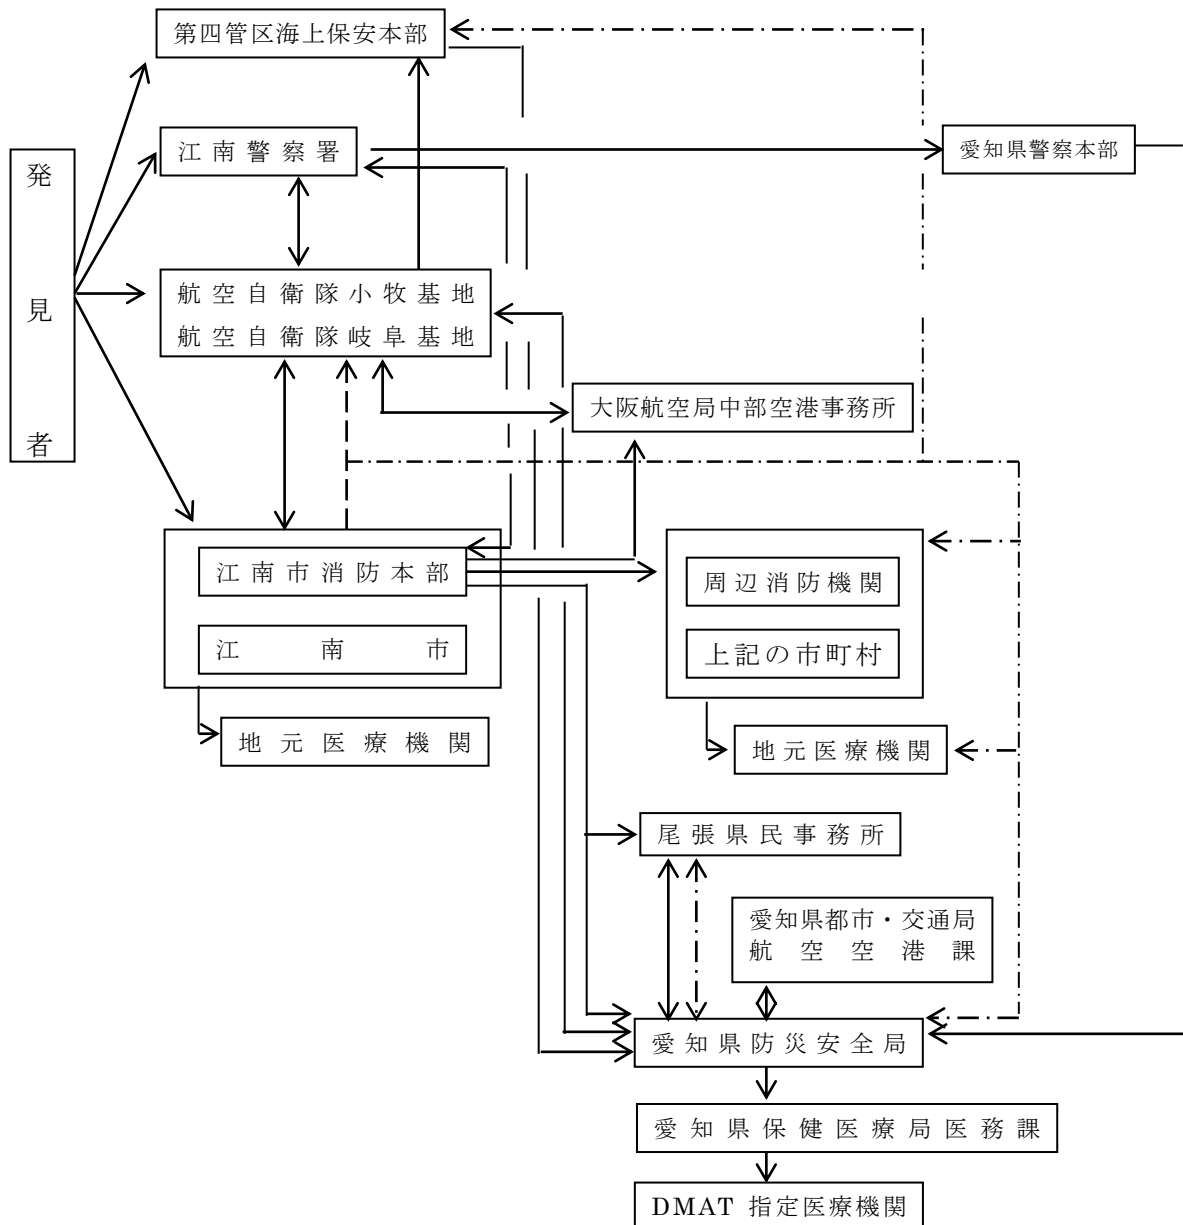 第四管区海上保安本部
江南警察署
愛知県警察本部
発見者
航空自衛隊小牧基地
航空自衛隊岐阜基地
大阪航空局中部空港事務所
江南市消防本部
周辺消防機関
江南市
上記の市町村
地元医療機関
地元医療機関
尾張県民事務所
愛知県都市・交通局
航空空港課
愛知県防災安全局
愛知県保健医療局医務課
DMAT 指定医療機関